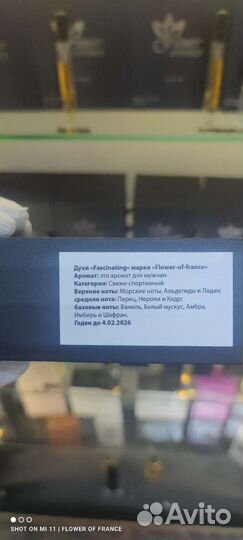 Духи «Fascinating» марки «Flower-of-france»
Аромат: это аромат для мужчин
Категория: Свеже-спортивный
Верхние ноты: Морские ноты, Альдегиды и Ладан;
средняя нота: Перец, Нероли и Кедр;
базовые ноты: Ваниль, Белый мускус, Амбра,
Имбирь и Шафран.
Годен до 4.02.2026
SHOT ON MI 11 | FLOWER OF FRANCE
Avito